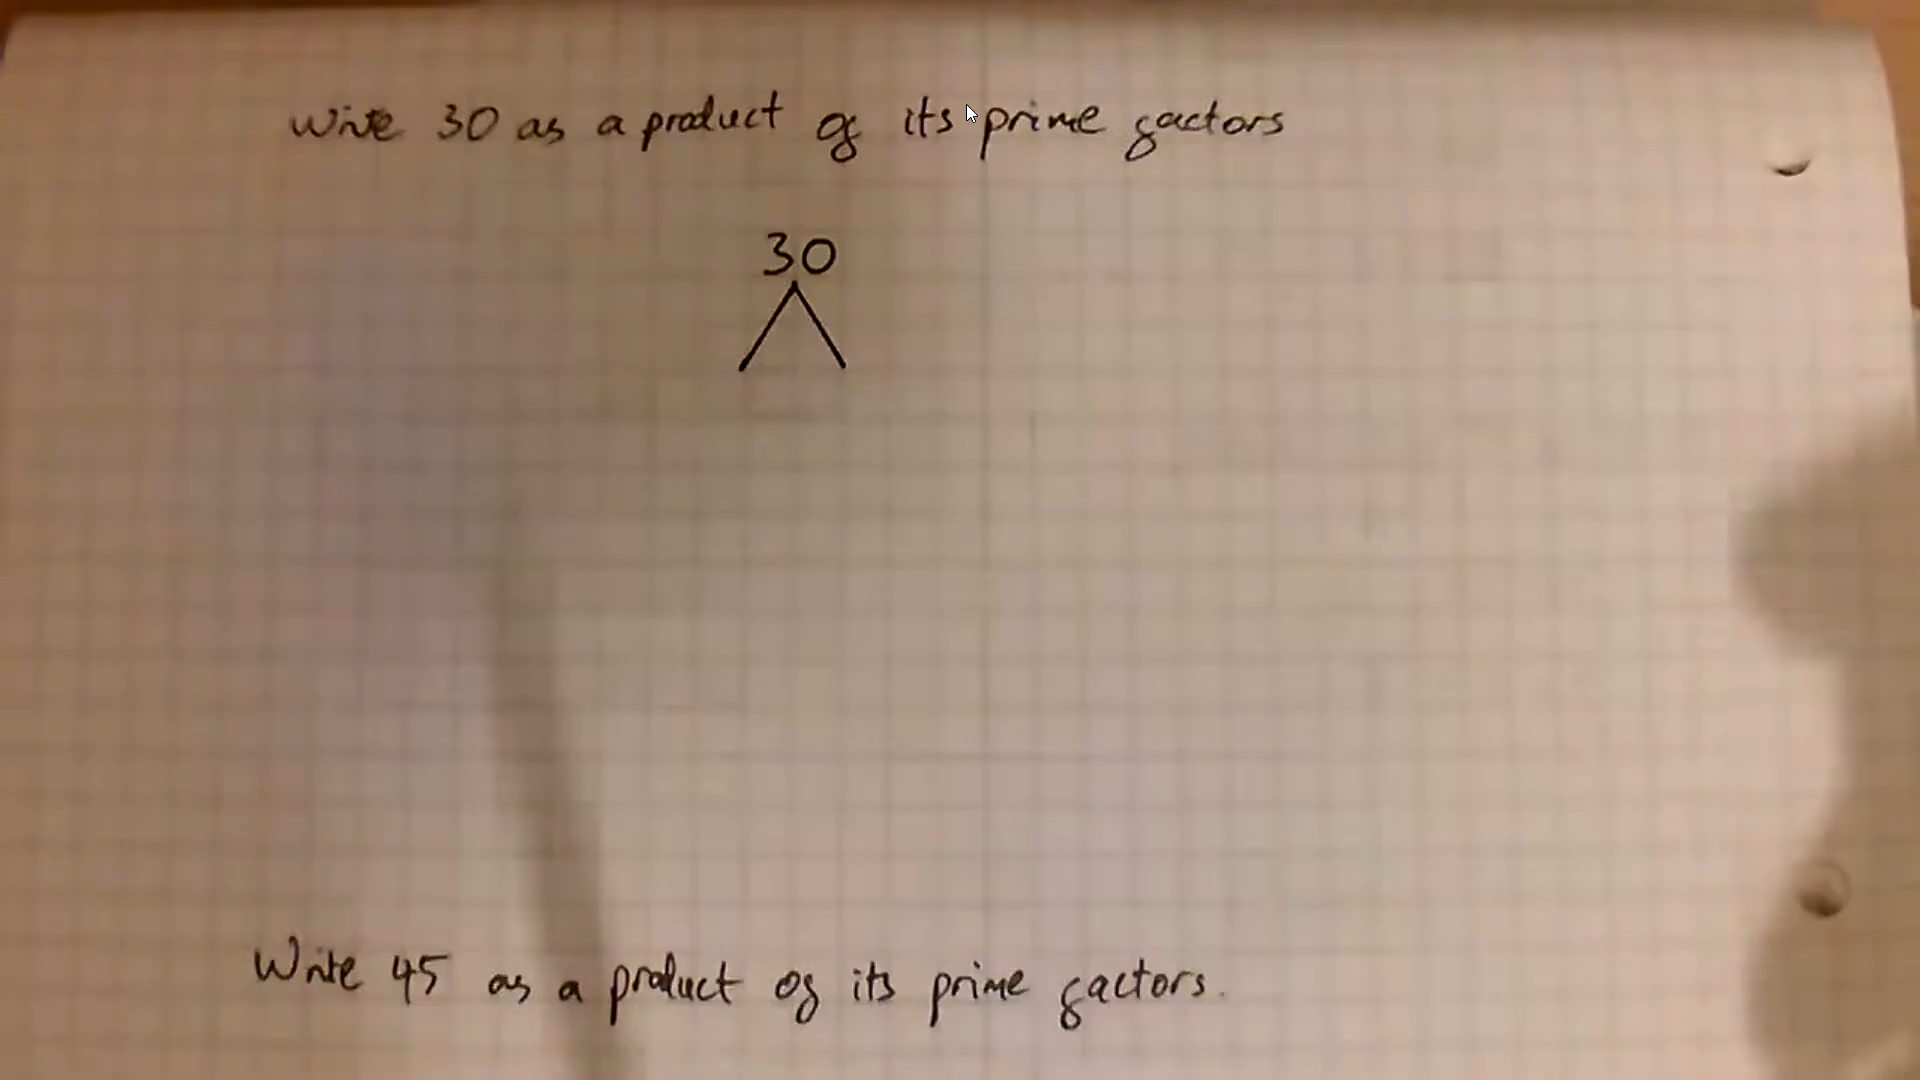 Write 30 as a product of its prime factors
30
Write 45 as a product of its prime factors.